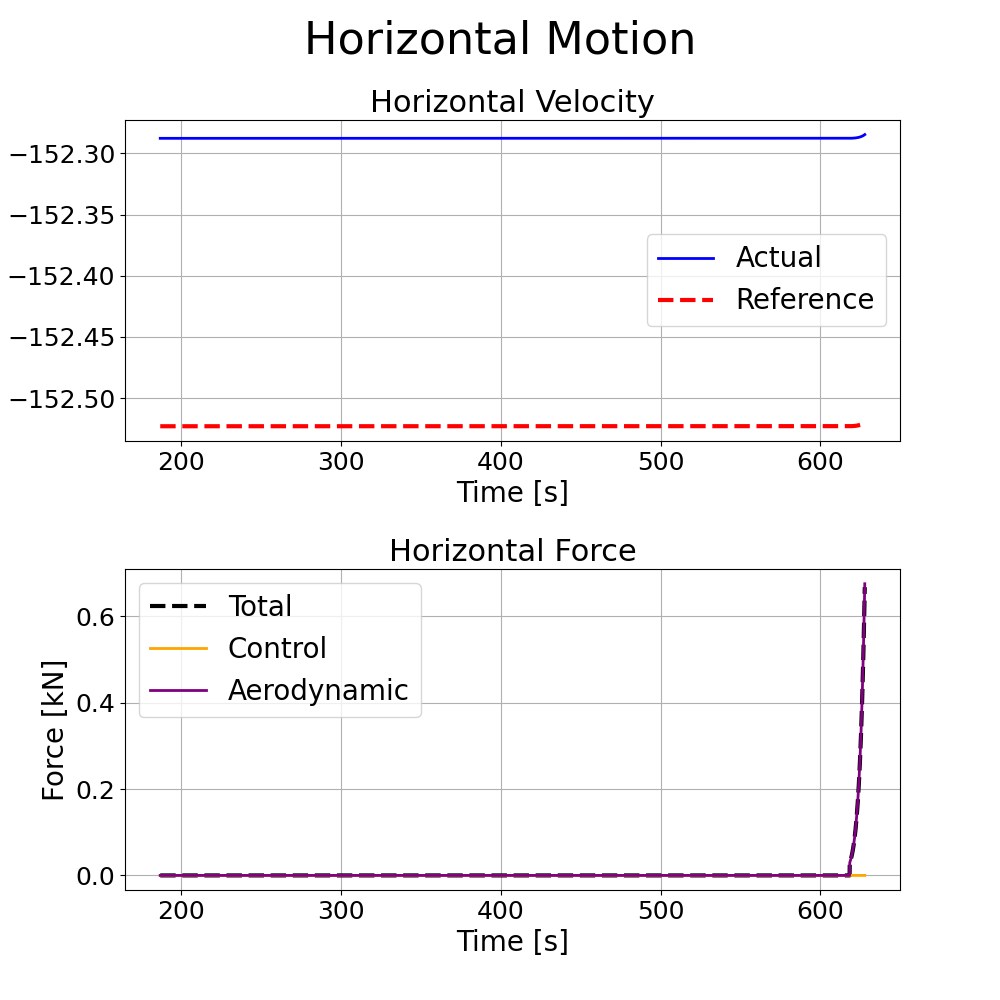 Horizontal Motion
Horizontal Velocity
−152.30
−152.35
−152.40
−152.45
−152.50
Actual
Reference
200 300 400 500 600
Time [s]
Horizontal Force
Force [kN]
0.6
0.4
0.2
0.0
Total
Control
Aerodynamic
200 300 400 500 600
Time [s]